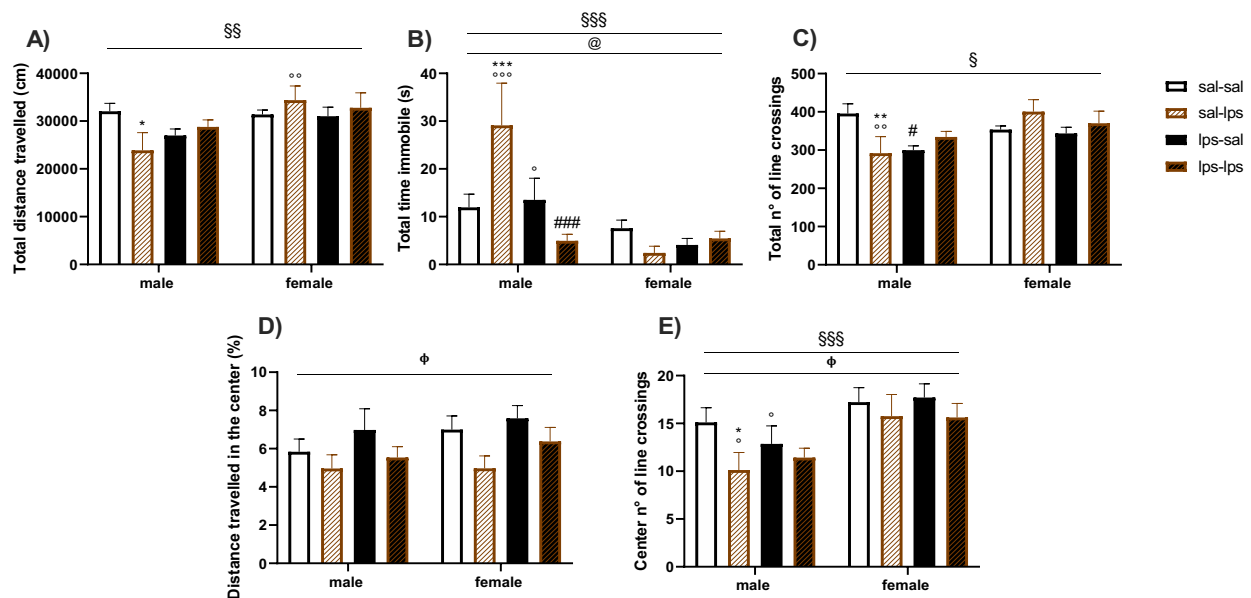 A)
§§
Total distance travelled (cm)
40000
30000
20000
10000
0
*
°°
male
female
B)
§§§
@
Total time immobile (s)
40
30
20
10
0
***
°°°
°
###
male
female
C)
§
Total n° of line crossings
500
400
300
200
100
0
**
°°
#
male
female
sal-sal
sal-lps
lps-sal
lps-lps
D)
ϕ
Distance travelled in the center (%)
10
8
6
4
2
0
male
female
E)
§§§
ϕ
Center n° of line crossings
20
15
10
5
0
*
°
°
male
female